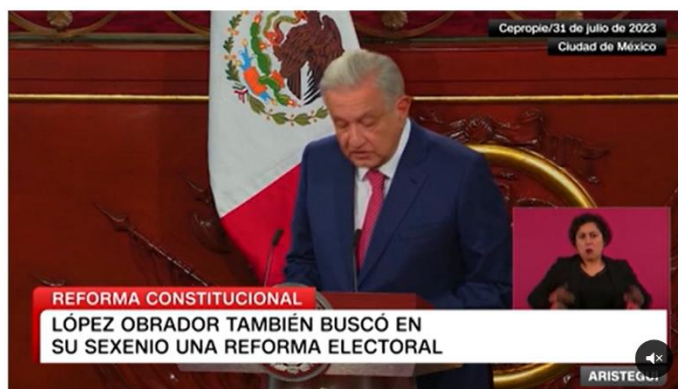 Cepropie/31 de julio de 2023
Ciudad de México
REFORMA CONSTITUCIONAL
LÓPEZ OBRADOR TAMBIÉN BUSCÓ EN
SU SEXENIO UNA REFORMA ELECTORAL
ARISTEGUI